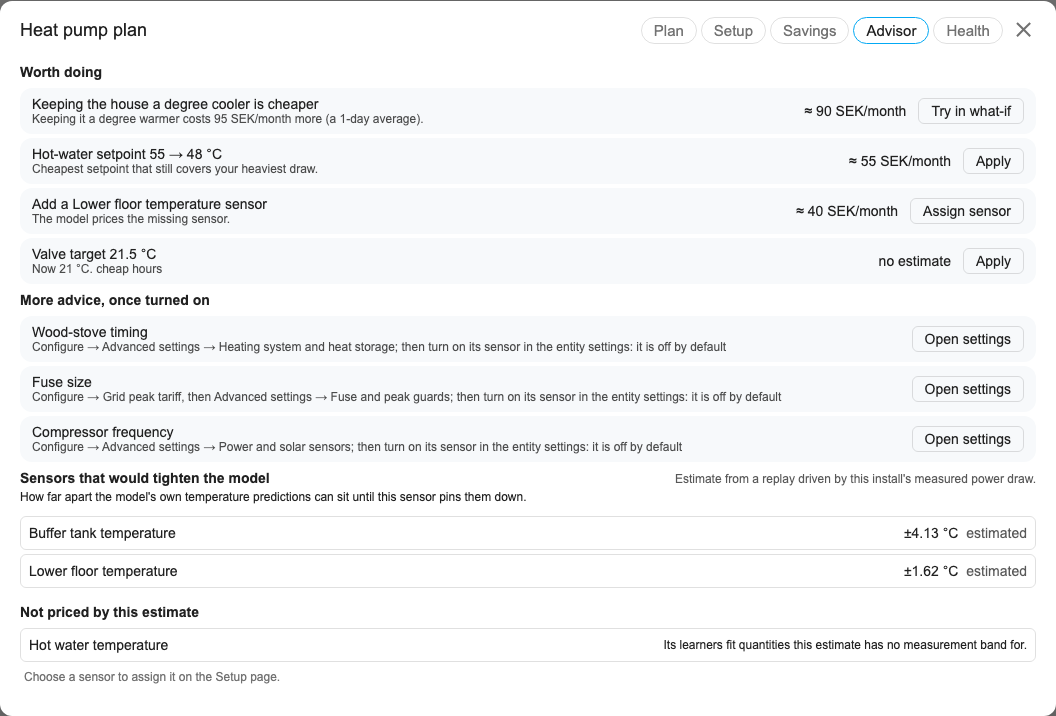 Heat pump plan
Plan
Setup
Savings
Advisor
Health
Worth doing
Keeping the house a degree cooler is cheaper
Keeping it a degree warmer costs 95 SEK/month more (a 1-day average).
≈ 90 SEK/month
Try in what-if
Hot-water setpoint 55 → 48 °C
Cheapest setpoint that still covers your heaviest draw.
≈ 55 SEK/month
Apply
Add a Lower floor temperature sensor
The model prices the missing sensor.
≈ 40 SEK/month
Assign sensor
Valve target 21.5 °C
Now 21 °C. cheap hours
no estimate
Apply
More advice, once turned on
Wood-stove timing
Configure → Advanced settings → Heating system and heat storage; then turn on its sensor in the entity settings: it is off by default
Open settings
Fuse size
Configure → Grid peak tariff, then Advanced settings → Fuse and peak guards; then turn on its sensor in the entity settings: it is off by default
Open settings
Compressor frequency
Configure → Advanced settings → Power and solar sensors; then turn on its sensor in the entity settings: it is off by default
Open settings
Sensors that would tighten the model
Estimate from a replay driven by this install's measured power draw.
How far apart the model's own temperature predictions can sit until this sensor pins them down.
Buffer tank temperature
±4.13 °C estimated
Lower floor temperature
±1.62 °C estimated
Not priced by this estimate
Hot water temperature
Its learners fit quantities this estimate has no measurement band for.
Choose a sensor to assign it on the Setup page.